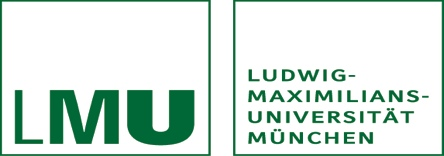 LMU
LUDWIG-
MAXIMILIANS-
UNIVERSITÄT
MÜNCHEN